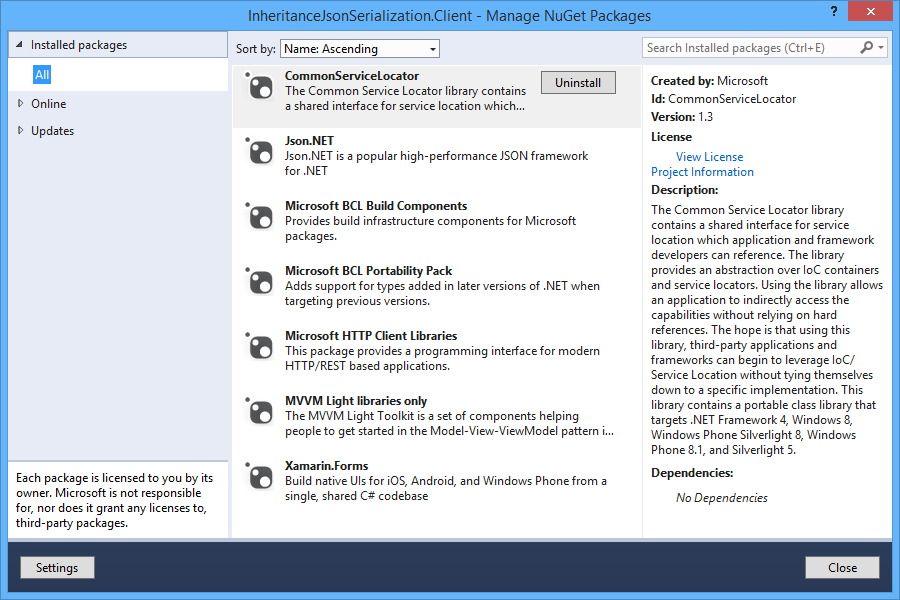 InheritanceJsonSerialization.Client - Manage NuGet Packages
?
Installed packages
All
Online
Updates
Each package is licensed to you by its
owner. Microsoft is not responsible
for, nor does it grant any licenses to,
third-party packages.
Sort by: Name: Ascending
CommonServiceLocator
The Common Service Locator library contains
a shared interface for service location which...
Uninstall
Json.NET
Json.NET is a popular high-performance JSON framework
for .NET
Microsoft BCL Build Components
Provides build infrastructure components for Microsoft
packages.
Microsoft BCL Portability Pack
Adds support for types added in later versions of .NET when
targeting previous versions.
Microsoft HTTP Client Libraries
This package provides a programming interface for modern
HTTP/REST based applications.
MVVM Light libraries only
The MVVM Light Toolkit is a set of components helping
people to get started in the Model-View-ViewModel pattern i...
Xamarin.Forms
Build native UIs for iOS, Android, and Windows Phone from a
single, shared C# codebase
Search Installed packages (Ctrl+E)
Created by: Microsoft
Id: CommonServiceLocator
Version: 1.3
License
View License
Project Information
Description:
The Common Service Locator library
contains a shared interface for service
location which application and framework
developers can reference. The library
provides an abstraction over IoC containers
and service locators. Using the library allows
an application to indirectly access the
capabilities without relying on hard
references. The hope is that using this
library, third-party applications and
frameworks can begin to leverage IoC/
Service Location without tying themselves
down to a specific implementation. This
library contains a portable class library that
targets .NET Framework 4, Windows 8,
Windows Phone Silverlight 8, Windows
Phone 8.1, and Silverlight 5.
Dependencies:
No Dependencies
Settings
Close